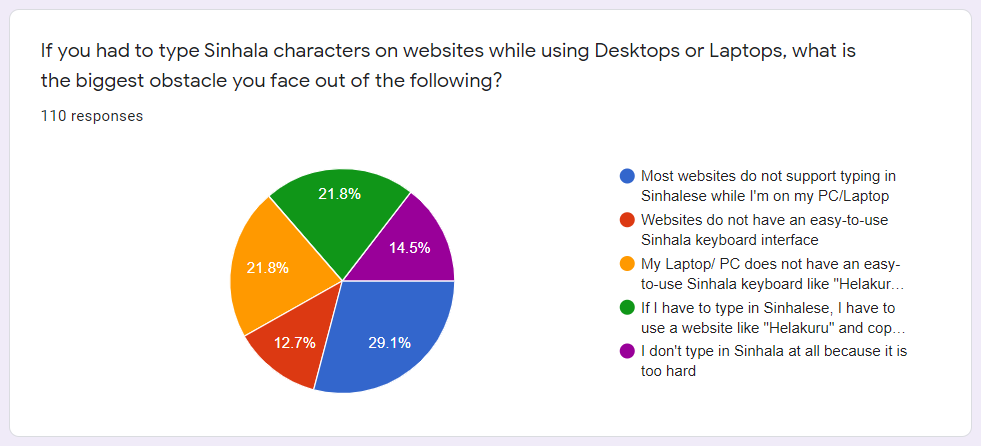 If you had to type Sinhala characters on websites while using Desktops or Laptops, what is
the biggest obstacle you face out of the following?
110 responses
21.8%
14.5%
21.8%
12.7%
29.1%
Most websites do not support typing in
Sinhalese while I'm on my PC/Laptop
Websites do not have an easy-to-use
Sinhala keyboard interface
My Laptop/ PC does not have an easy-
to-use Sinhala keyboard like "Helakur...
If I have to type in Sinhalese, I have to
use a website like "Helakuru" and cop...
I don't type in Sinhala at all because it is
too hard